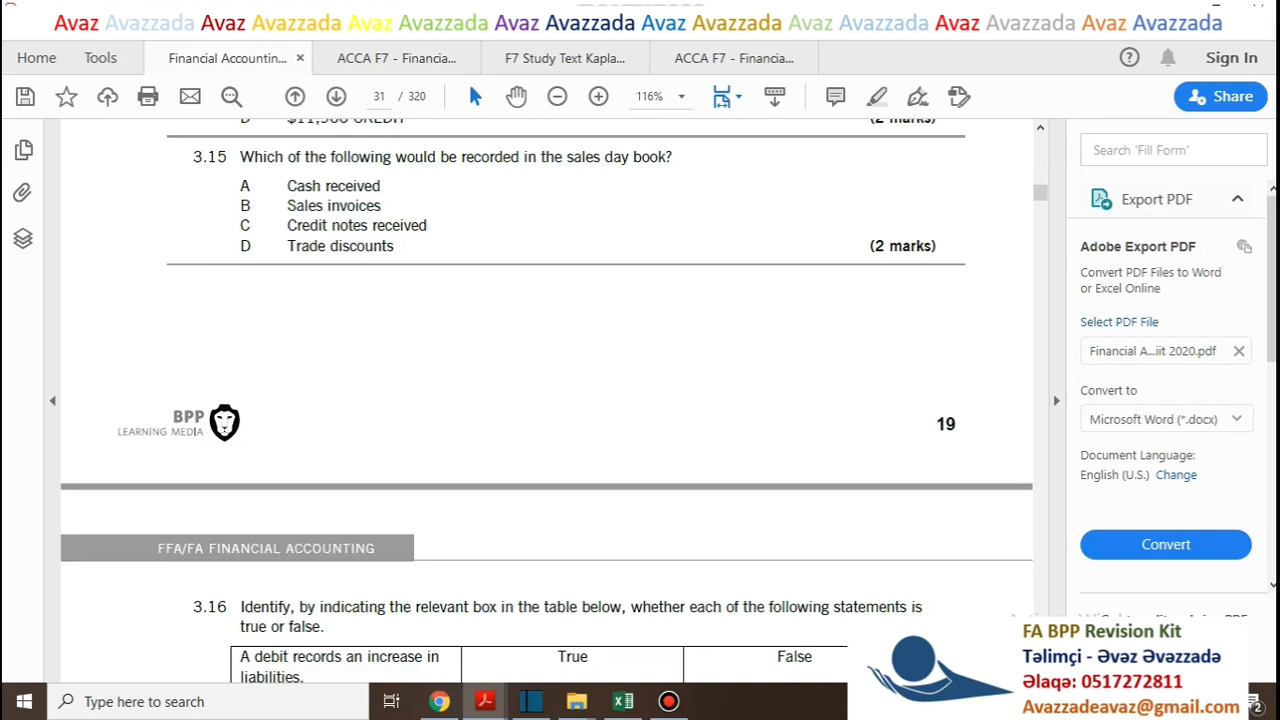 Avaz Avazzada Avaz Avazzada Avaz Avazzada Avaz Avazzada Avaz Avazzada Avaz Avazzada Avaz Avazzada Avaz Avazzada
Home Tools Financial Accountin... × ACCA F7 - Financia... F7 Study Text Kapla... ACCA F7 - Financia... Sign In
31 / 320 116% Share
D $11,900 CREDIT (2 marks)
3.15 Which of the following would be recorded in the sales day book?
A Cash received
B Sales invoices
C Credit notes received
D Trade discounts (2 marks)
BPP
LEARNING MEDIA
19
FFA/FA FINANCIAL ACCOUNTING
3.16 Identify, by indicating the relevant box in the table below, whether each of the following statements is
true or false.
A debit records an increase in True False
liabilities.
Search 'Fill Form'
Export PDF
Adobe Export PDF
Convert PDF Files to Word
or Excel Online
Select PDF File
Financial A...iit 2020.pdf
Convert to
Microsoft Word (*.docx)
Document Language:
English (U.S.) Change
Convert
FA BPP Revision Kit
Təlimçi - Əvəz Əvəzzadə
Əlaqə: 0517272811
Avazzadeavaz@gmail.com
Type here to search
2